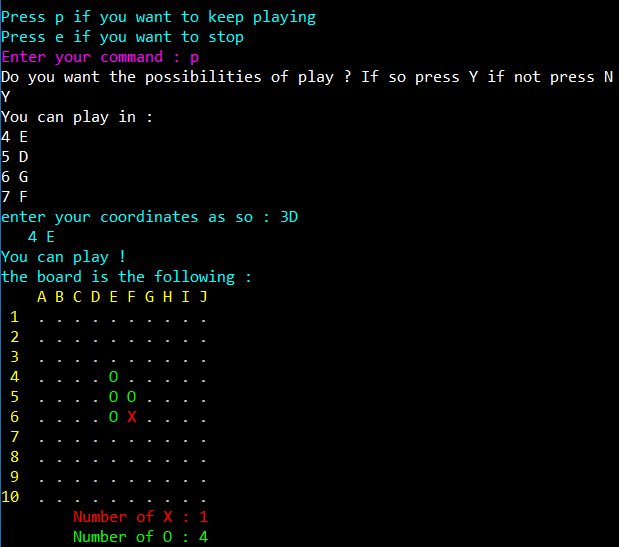 Press p if you want to keep playing
Press e if you want to stop
Enter your command : p
Do you want the possibilities of play ? If so press Y if not press N
Y
You can play in :
4 E
5 D
6 G
7 F
enter your coordinates as so : 3D
   4 E
You can play !
the board is the following :
    A B C D E F G H I J
 1  . . . . . . . . . .
 2  . . . . . . . . . .
 3  . . . . . . . . . .
 4  . . . . O . . . . .
 5  . . . . O O . . . .
 6  . . . . O X . . . .
 7  . . . . . . . . . .
 8  . . . . . . . . . .
 9  . . . . . . . . . .
10  . . . . . . . . . .
        Number of X : 1
        Number of O : 4